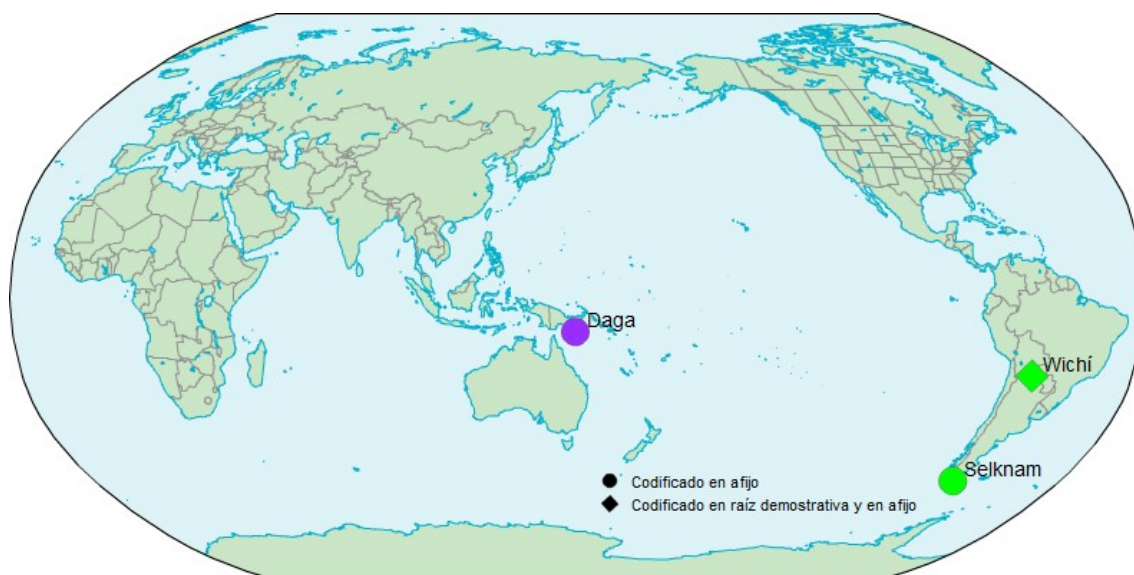 Daga
Wichí
Selknam
Codificado en afijo
Codificado en raíz demostrativa y en afijo